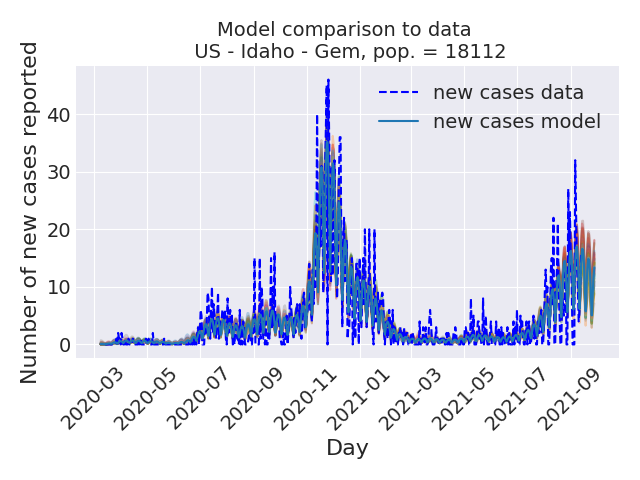 Model comparison to data
US - Idaho - Gem, pop. = 18112
Number of new cases reported
40
30
20
10
0
new cases data
new cases model
2020-03
2020-05
2020-07
2020-09
2020-11
2021-01
2021-03
2021-05
2021-07
2021-09
Day